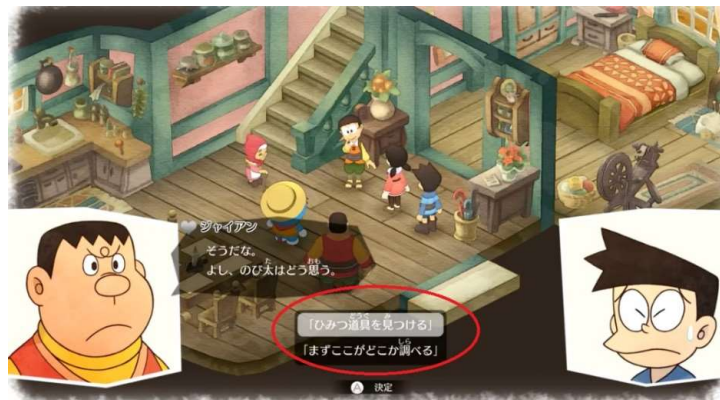 ジャイアン
そうだな。
よし、のび太はどう思う。
「ひみつ道具を見つける」
「まずここがどこか調べる」
A 決定